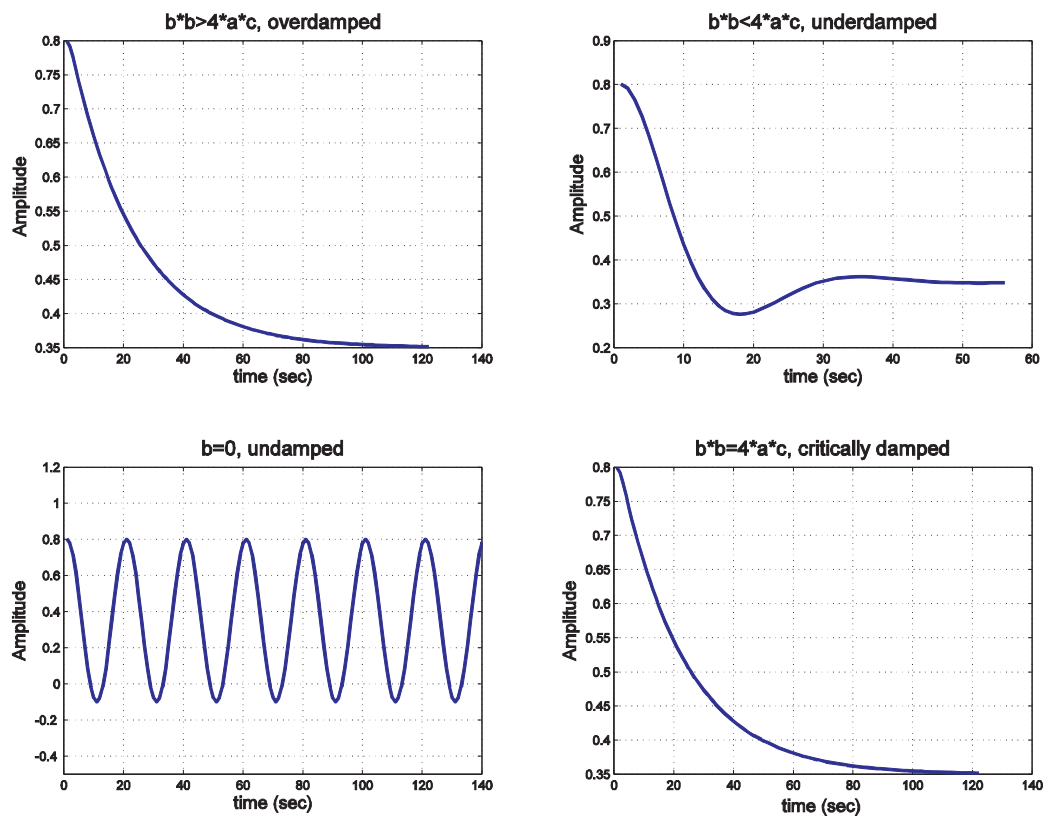 b*b>4*a*c, overdamped
0.8
0.75
0.7
0.65
0.6
0.55
0.5
0.45
0.4
0.35
0 20 40 60 80 100 120 140
Amplitude
time (sec)
b*b<4*a*c, underdamped
0.9
0.8
0.7
0.6
0.5
0.4
0.3
0.2
0 10 20 30 40 50 60
Amplitude
time (sec)
b=0, undamped
1.2
1
0.8
0.6
0.4
0.2
0
-0.2
-0.4
0 20 40 60 80 100 120 140
Amplitude
time (sec)
b*b=4*a*c, critically damped
0.8
0.75
0.7
0.65
0.6
0.55
0.5
0.45
0.4
0.35
0 20 40 60 80 100 120 140
Amplitude
time (sec)